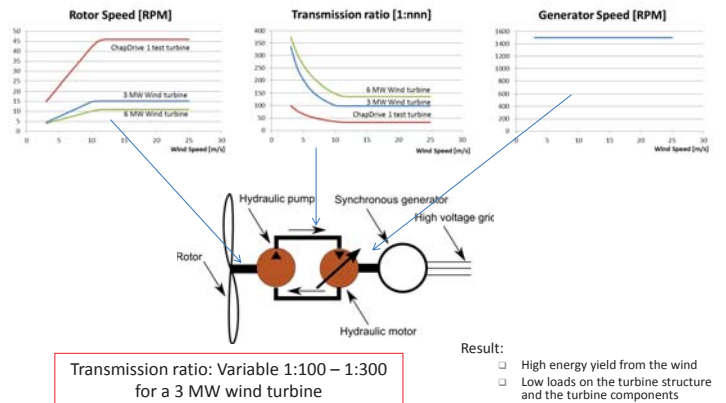 Rotor Speed [RPM]
50
45
40
35
30
25
20
15
10
5
0
0
5
10
15
20
25
30
ChapDrive 1 test turbine
3 MW Wind turbine
6 MW Wind turbine
Wind Speed [m/s]
Transmission ratio [1:nnn]
400
350
300
250
200
150
100
50
0
0
5
10
15
20
25
30
6 MW Wind turbine
3 MW Wind turbine
ChapDrive 1 test turbine
Wind Speed [m/s]
Generator Speed [RPM]
1600
1400
1200
1000
800
600
400
200
0
0
5
10
15
20
25
30
Wind Speed [m/s]
Hydraulic pump
Synchronous generator
High voltage gric
Rotor
Hydraulic motor
Transmission ratio: Variable 1:100 – 1:300
for a 3 MW wind turbine
Result:
❑ High energy yield from the wind
❑ Low loads on the turbine structure
and the turbine components